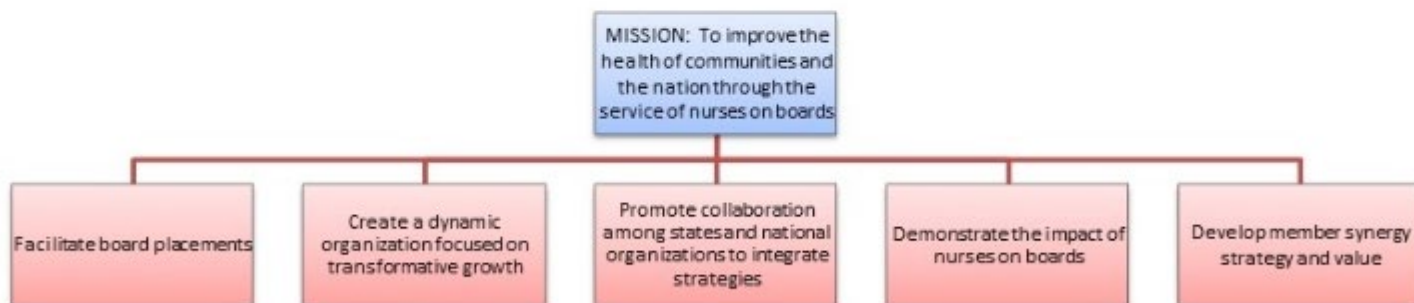 MISSION: To improve the
health of communities and
the nation through the
service of nurses on boards
Facilitate board placements
Create a dynamic
organization focused on
transformative growth
Promote collaboration
among states and national
organizations to integrate
strategies
Demonstrate the impact of
nurses on boards
Develop member synergy
strategy and value